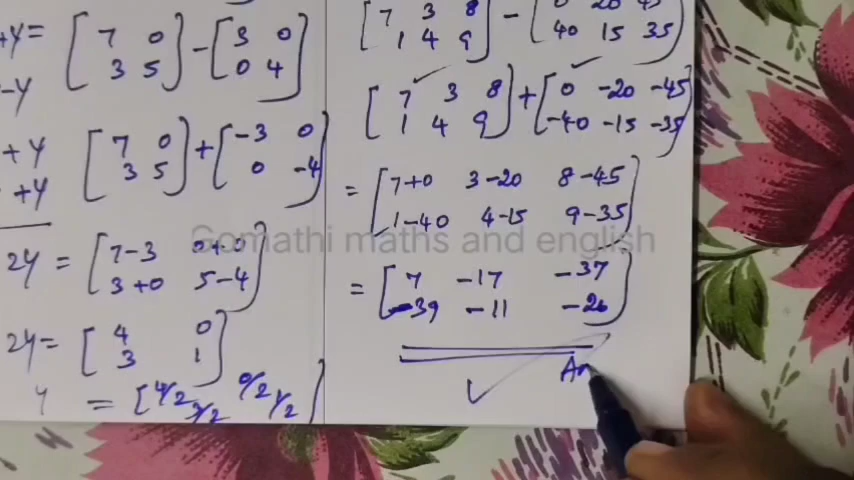 +Y = [ 7 0 ] - [ 3 0 ]
3 5 0 4
-Y
+ Y [ 7 0 ] + [ -3 0 ]
+Y 3 5 0 -4
2Y = [ 7-3 0+0 ]
3+0 5-4
2Y = [ 4 0 ]
3 1
Y = [ 4/2 0/2 ]
3/2 1/2
[ 7 3 8 ] - [ 0 20 45 ]
1 4 9 40 15 35
[ 7 3 8 ] + [ 0 -20 -45 ]
1 4 9 -40 -15 -35
= [ 7+0 3-20 8-45 ]
1-40 4-15 9-35
Gomathi maths and english
= [ 7 -17 -37 ]
-39 -11 -26
An